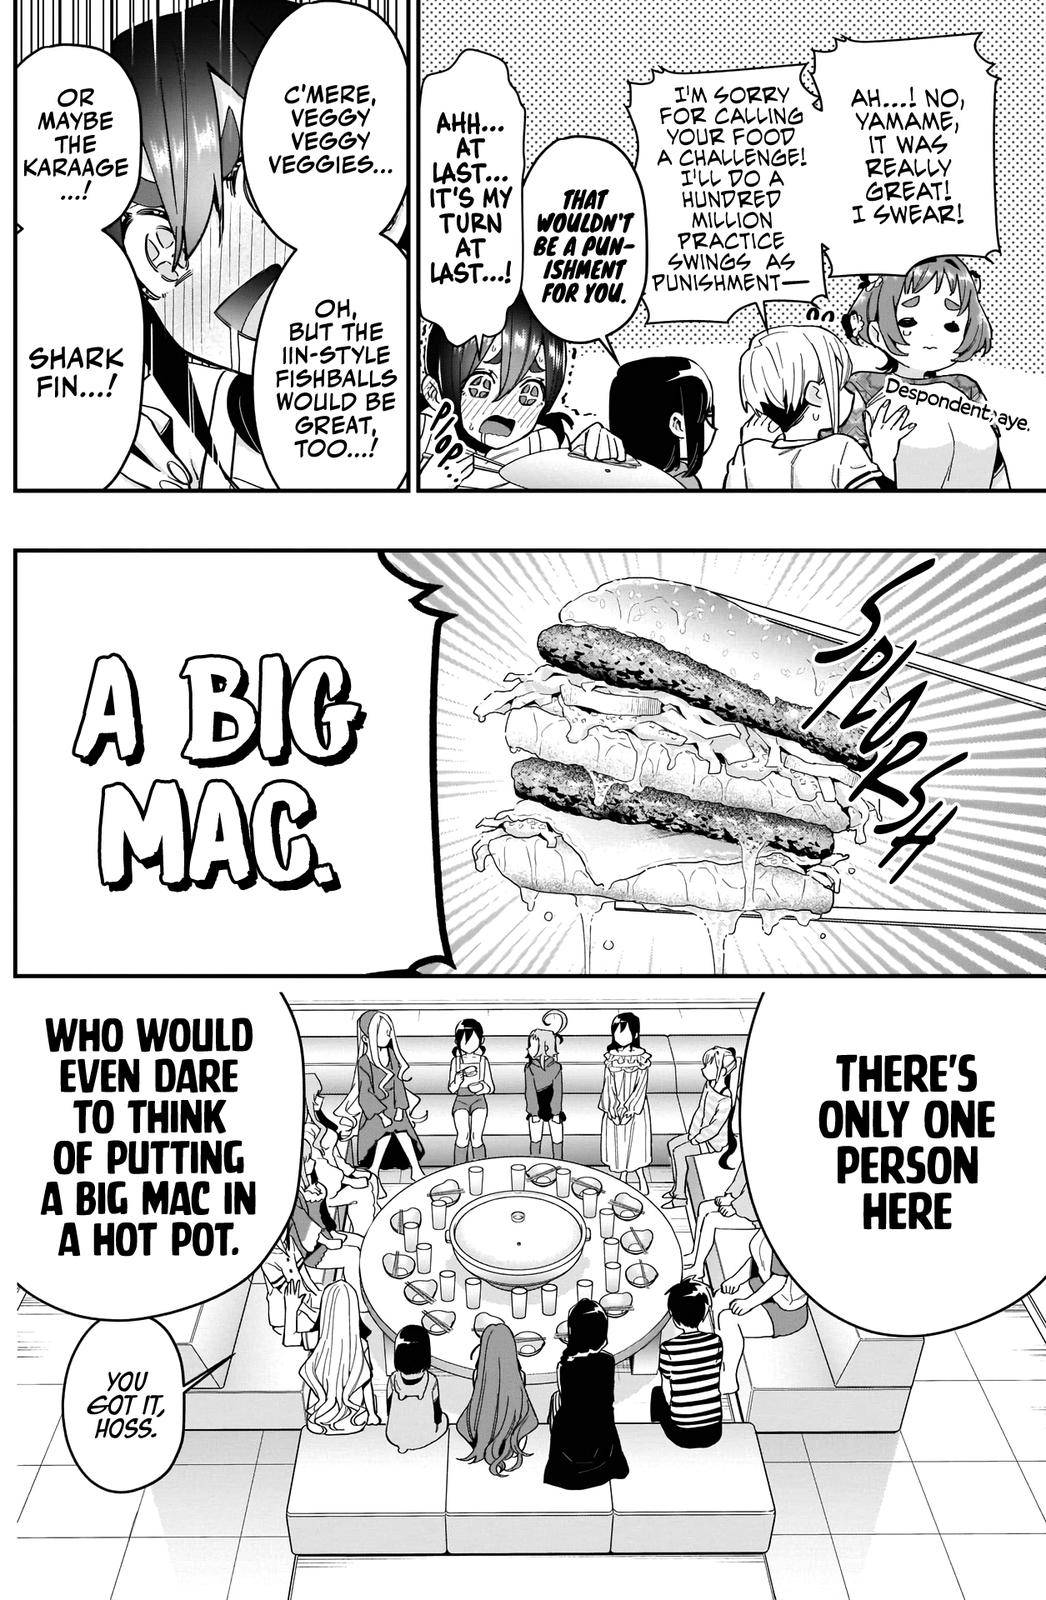 AH...! NO,
YAMAME,
IT WAS
REALLY
GREAT!
I SWEAR!
I'M SORRY
FOR CALLING
YOUR FOOD
A CHALLENGE!
I'LL DO A
HUNDRED
MILLION
PRACTICE
SWINGS AS
PUNISHMENT—
Despondent, aye.
THAT
WOULDN'T
BE A PUN-
ISHMENT
FOR YOU.
AHH...
AT
LAST...
IT'S MY
TURN
AT
LAST...!
PLOP...
C'MERE,
VEGGY
VEGGY
VEGGIES...
OH,
BUT THE
IIN-STYLE
FISHBALLS
WOULD BE
GREAT,
TOO...!
OR
MAYBE
THE
KARAAGE
...!
SHARK
FIN...!
SPLORSH
A BIG
MAC.
THERE'S
ONLY ONE
PERSON
HERE
WHO WOULD
EVEN DARE
TO THINK
OF PUTTING
A BIG MAC IN
A HOT POT.
YOU
GOT IT,
HOSS.